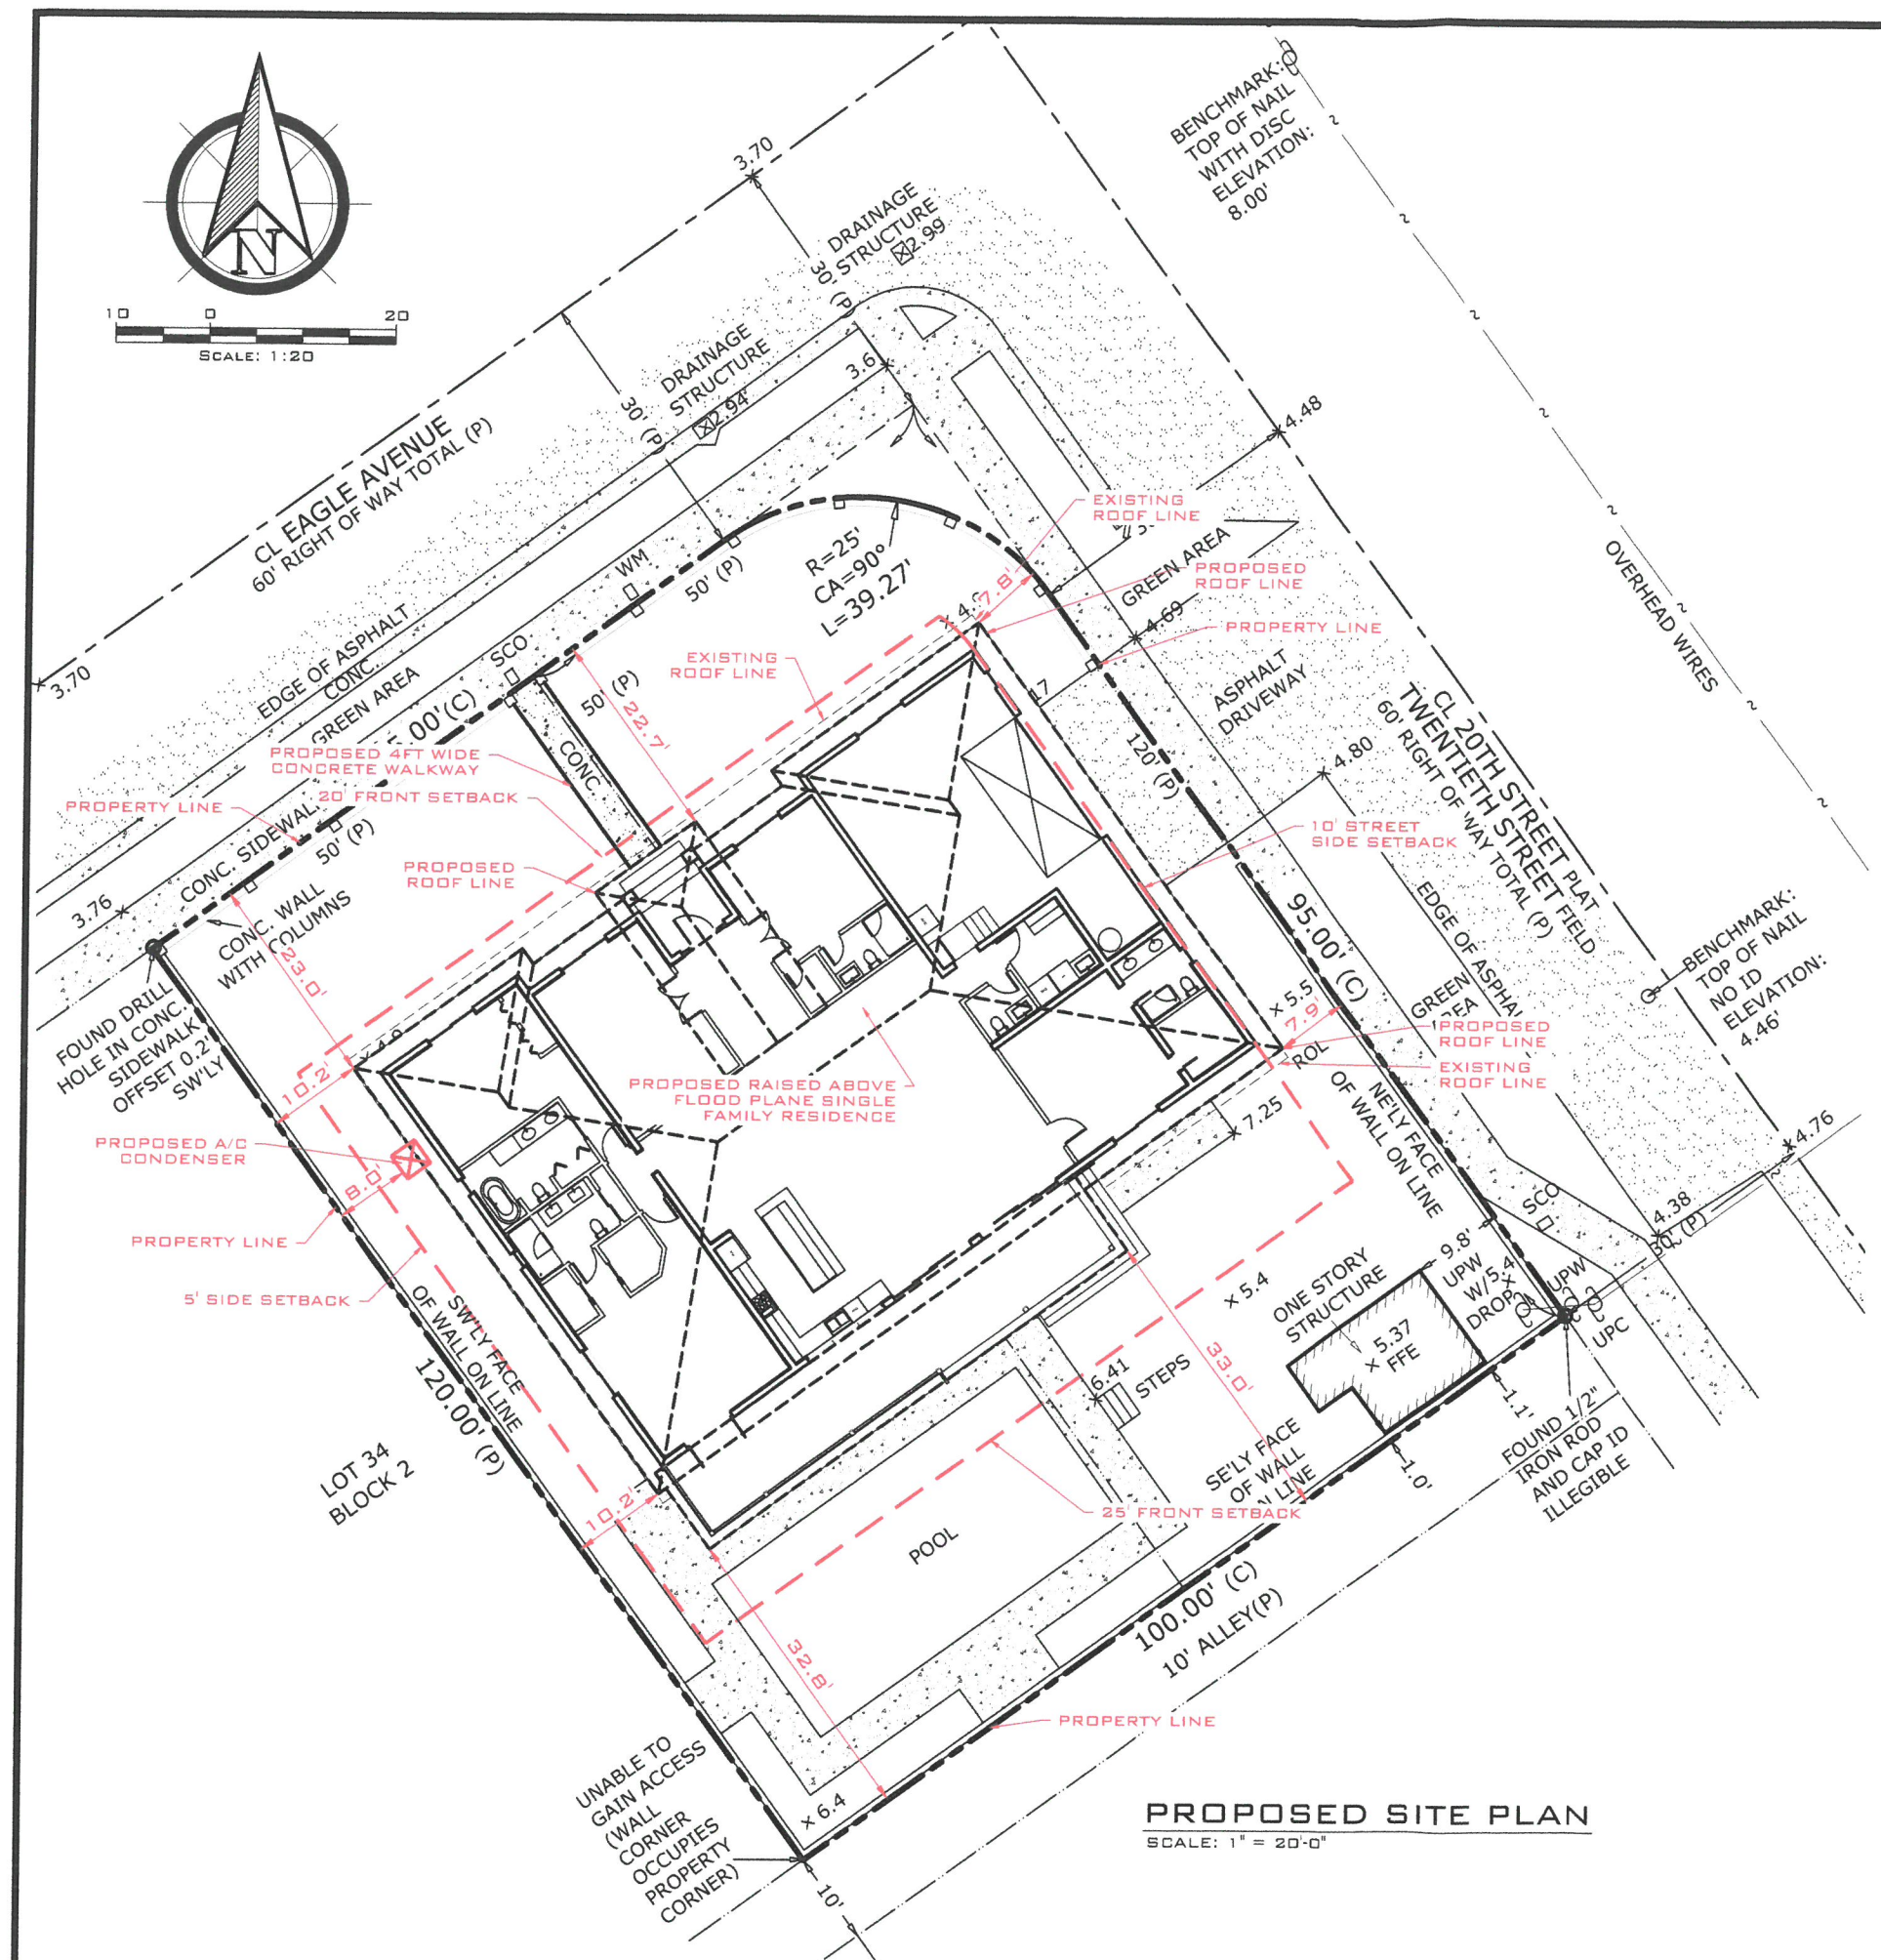 N
10 0 20
SCALE: 1:20
3.70
30' (P)
DRAINAGE
STRUCTURE
2.99
BENCHMARK:
TOP OF NAIL
WITH DISC
ELEVATION:
8.00'
DRAINAGE
STRUCTURE
2.94'
30' (P)
3.6
4.48
CL EAGLE AVENUE
60' RIGHT OF WAY TOTAL (P)
3.70
EXISTING
ROOF LINE
GREEN AREA
PROPOSED
ROOF LINE
4.69
PROPERTY LINE
OVERHEAD WIRES
R=25'
CA=90°
L=39.27'
7.8'
WM
50' (P)
SCO
EDGE OF ASPHALT
CONC.
GREEN AREA
EXISTING
ROOF LINE
50' (P)
22.7'
ASPHALT
DRIVEWAY
120' (P)
CL 20TH STREET PLAT
TWENTIETH STREET FIELD
60' RIGHT OF WAY TOTAL (P)
4.80
5.00'(C)
CONC.
PROPOSED 4FT WIDE
CONCRETE WALKWAY
20' FRONT SETBACK
PROPERTY LINE
50' (P)
CONC. SIDEWAL
PROPOSED
ROOF LINE
10' STREET
SIDE SETBACK
3.76
CONC. WALL
WITH COLUMNS
23.0'
FOUND DRILL
HOLE IN CONC.
SIDEWALK
OFFSET 0.2'
SW'LY
95.00' (C)
EDGE OF ASPHAL
BENCHMARK:
TOP OF NAIL
NO ID
ELEVATION:
4.46'
5.5
7.9'
GREEN
PROPOSED
ROOF LINE
EXISTING
ROOF LINE
ROL
10.2'
PROPOSED RAISED ABOVE
FLOOD PLANE SINGLE
FAMILY RESIDENCE
7.25
NE'LY FACE
OF WALL ON LINE
4.76
PROPOSED A/C
CONDENSER
8.0'
PROPERTY LINE
5' SIDE SETBACK
SW'LY FACE
OF WALL ON LINE
120.00' (P)
LOT 34
BLOCK 2
SCO
4.38
30' (P)
9.8'
UPW
W/5.4
DROP
UPW
UPC
5.4
ONE STORY
STRUCTURE
5.37
FFE
6.41
STEPS
33.0'
1.1'
1.0'
FOUND 1/2"
IRON ROD
AND CAP ID
ILLEGIBLE
SE'LY FACE
OF WALL
N LINE
25' FRONT SETBACK
10.2'
POOL
100.00' (C)
10' ALLEY(P)
32.8'
PROPERTY LINE
UNABLE TO
GAIN ACCESS
(WALL
CORNER
OCCUPIES
PROPERTY
CORNER)
6.4
10'
PROPOSED SITE PLAN
SCALE: 1" = 20'-0"